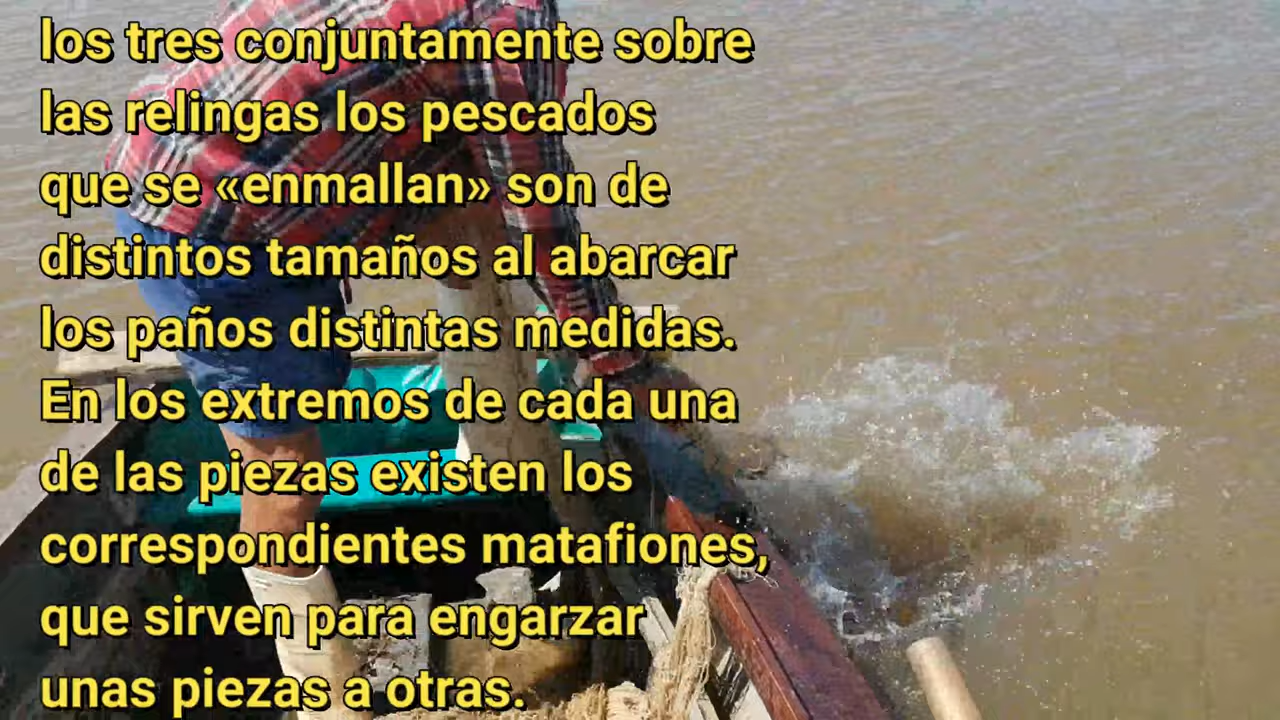 los tres conjuntamente sobre
las relingas los pescados
que se «enmallan» son de
distintos tamaños al abarcar
los paños distintas medidas.
En los extremos de cada una
de las piezas existen los
correspondientes matafiones,
que sirven para engarzar
unas piezas a otras.